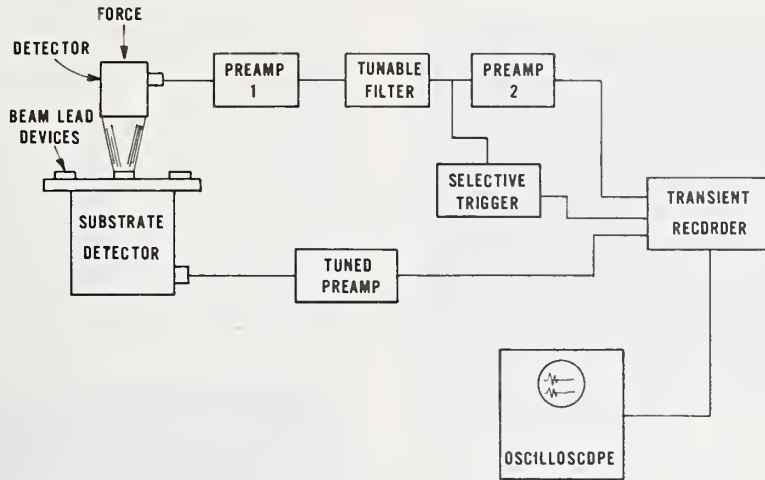 FORCE
DETECTOR
BEAM LEAD
DEVICES
PREAMP
1
TUNABLE
FILTER
PREAMP
2
SELECTIVE
TRIGGER
TRANSIENT
RECORDER
SUBSTRATE
DETECTOR
TUNED
PREAMP
OSCILLOSCOPE